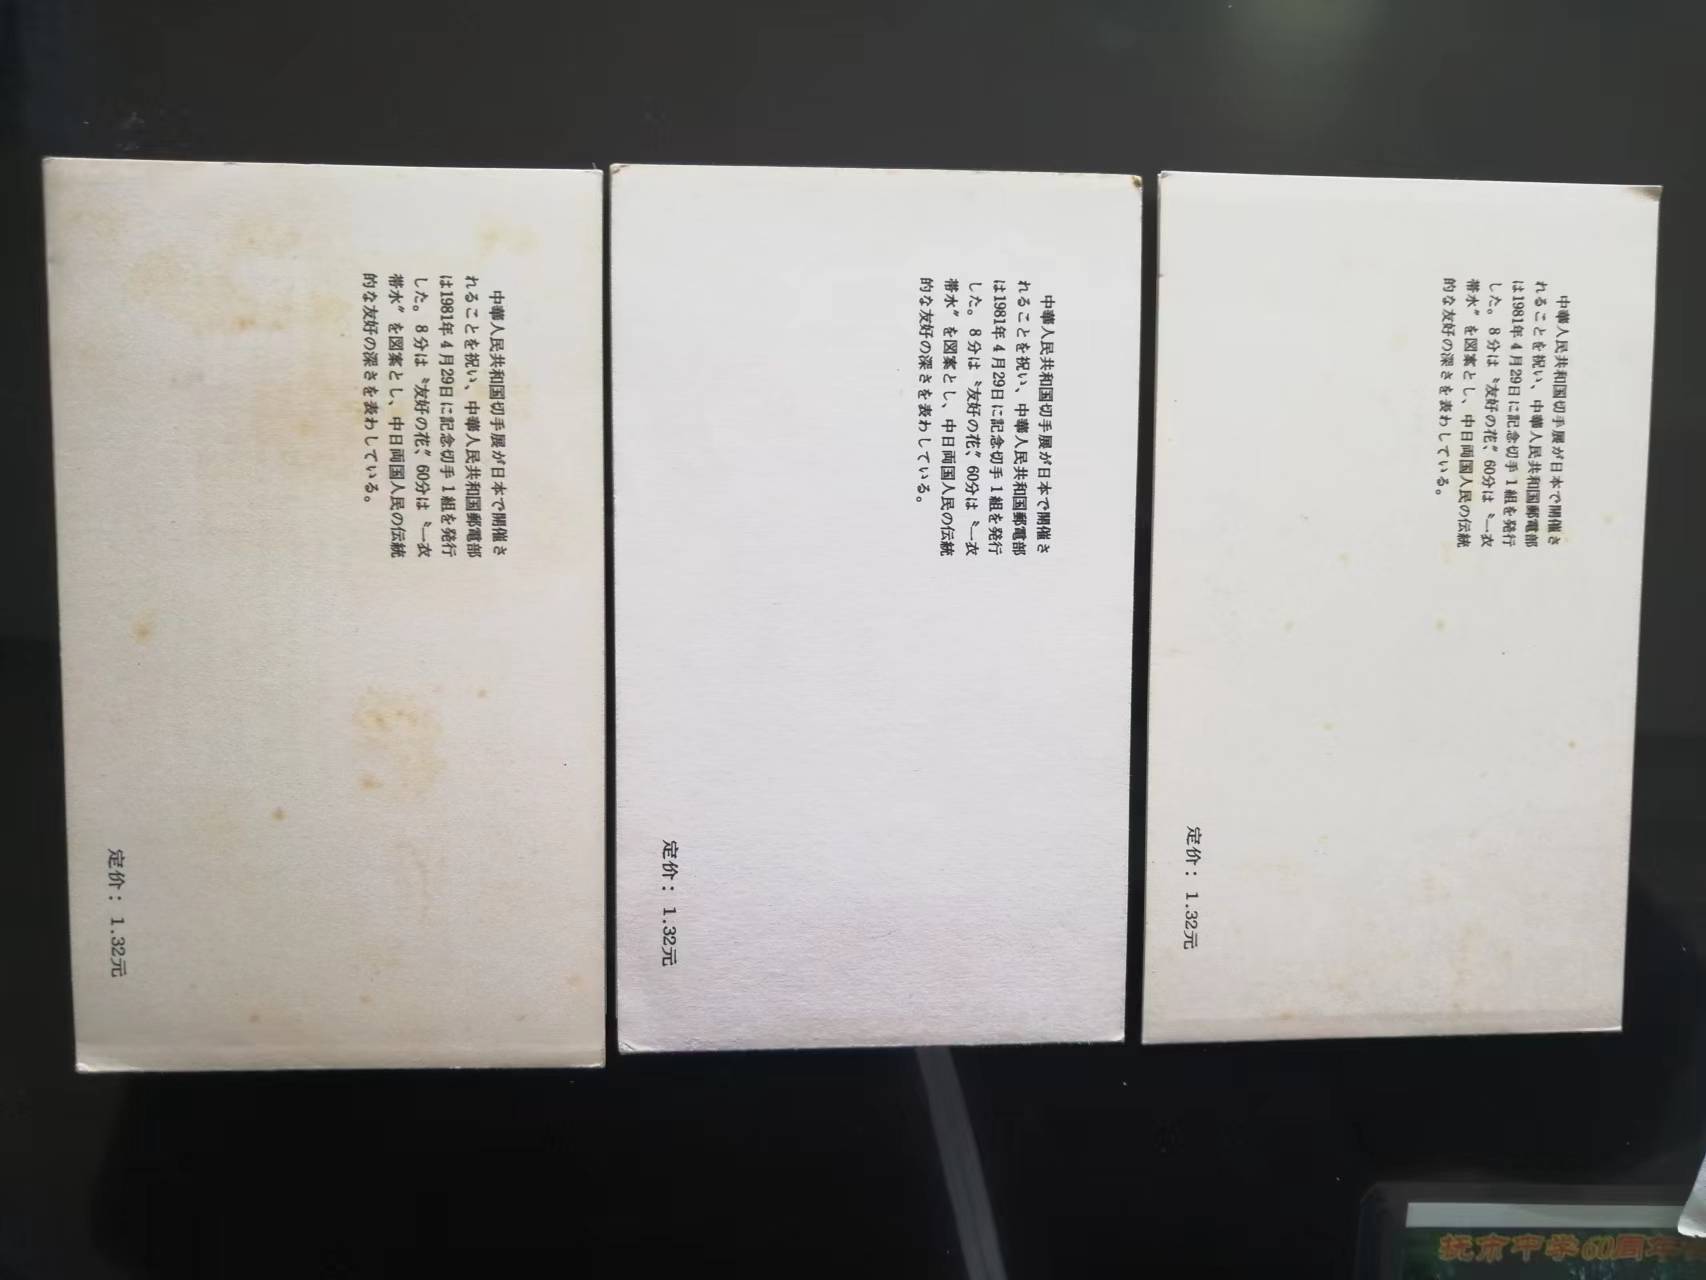 中華人民共和国切手展が日本で開催さ
れることを祝い、中華人民共和国郵電部
は1981年4月29日に記念切手1組を発行
した。8分は〝友好の花〞60分は〝一衣
帯水〞を図案とし、中日両国人民の伝統
的な友好の深さを表わしている。
定价：1.32元
中華人民共和国切手展が日本で開催さ
れることを祝い、中華人民共和国郵電部
は1981年4月29日に記念切手1組を発行
した。8分は〝友好の花〞60分は〝一衣
帯水〞を図案とし、中日両国人民の伝統
的な友好の深さを表わしている。
定价：1.32元
中華人民共和国切手展が日本で開催さ
れることを祝い、中華人民共和国郵電部
は1981年4月29日に記念切手1組を発行
した。8分は〝友好の花〞60分は〝一衣
帯水〞を図案とし、中日両国人民の伝統
的な友好の深さを表わしている。
定价：1.32元
中学60周年